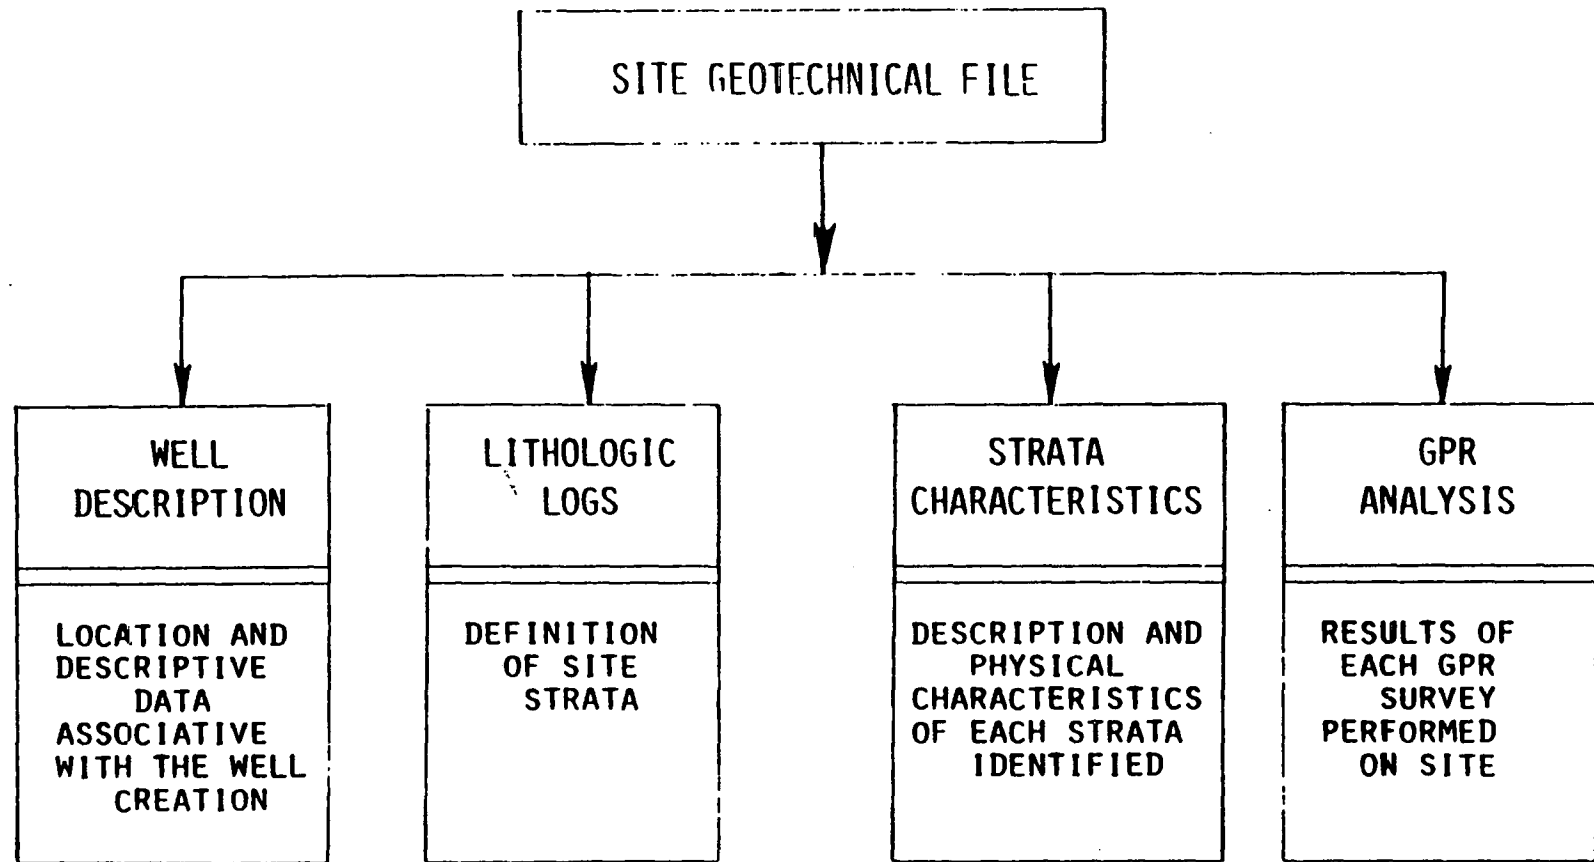 SITE GEOTECHNICAL FILE
WELL
DESCRIPTION
LOCATION AND
DESCRIPTIVE
DATA
ASSOCIATIVE
WITH THE WELL
CREATION
LITHOLOGIC
LOGS
DEFINITION
OF SITE
STRATA
STRATA
CHARACTERISTICS
DESCRIPTION AND
PHYSICAL
CHARACTERISTICS
OF EACH STRATA
IDENTIFIED
GPR
ANALYSIS
RESULTS OF
EACH GPR
SURVEY
PERFORMED
ON SITE